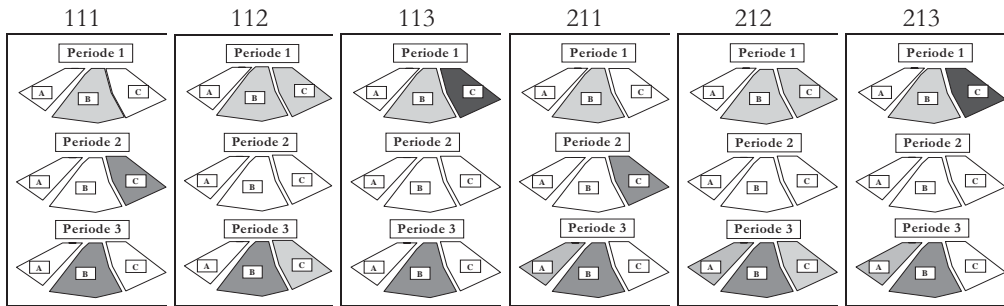 111 112 113 211 212 213
Periode 1 Periode 1 Periode 1 Periode 1 Periode 1 Periode 1
A B C A B C A B C A B C A B C A B C
Periode 2 Periode 2 Periode 2 Periode 2 Periode 2 Periode 2
A B C A B C A B C A B C A B C A B C
Periode 3 Periode 3 Periode 3 Periode 3 Periode 3 Periode 3
A B C A B C A B C A B C A B C A B C